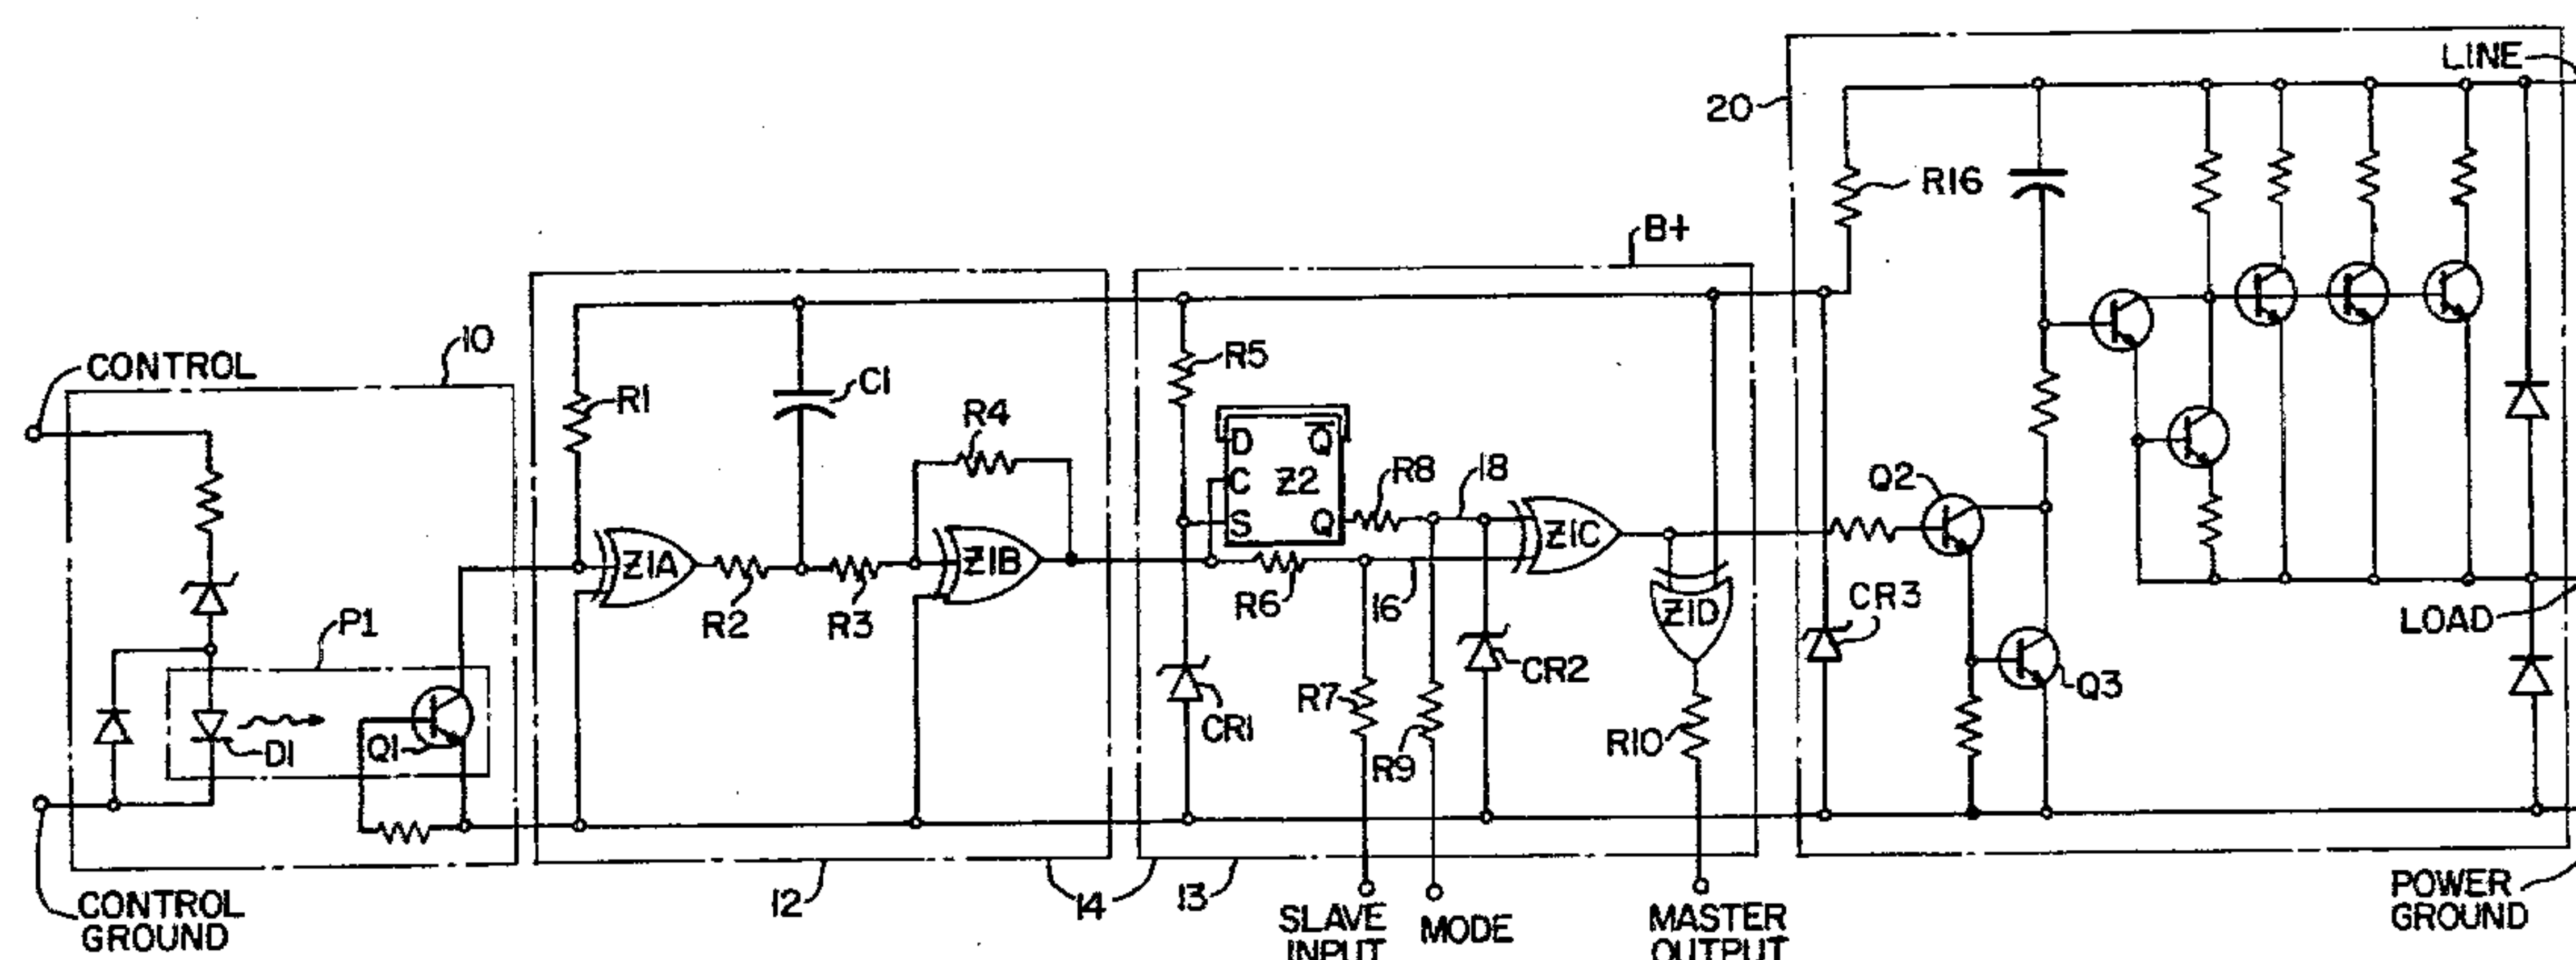 LINE
20
R16
B+
10
CONTROL
R1
C1
R4
R5
D
Q
C
Z2
S
Q
R8
18
Z1A
R2
R3
Z1B
R6
16
Z1C
Z1D
Q2
CR3
LOAD
P1
D1
Q1
CR1
R7
R9
CR2
R10
Q3
12
14
13
CONTROL
GROUND
SLAVE
INPUT
MODE
MASTER
OUTPUT
POWER
GROUND